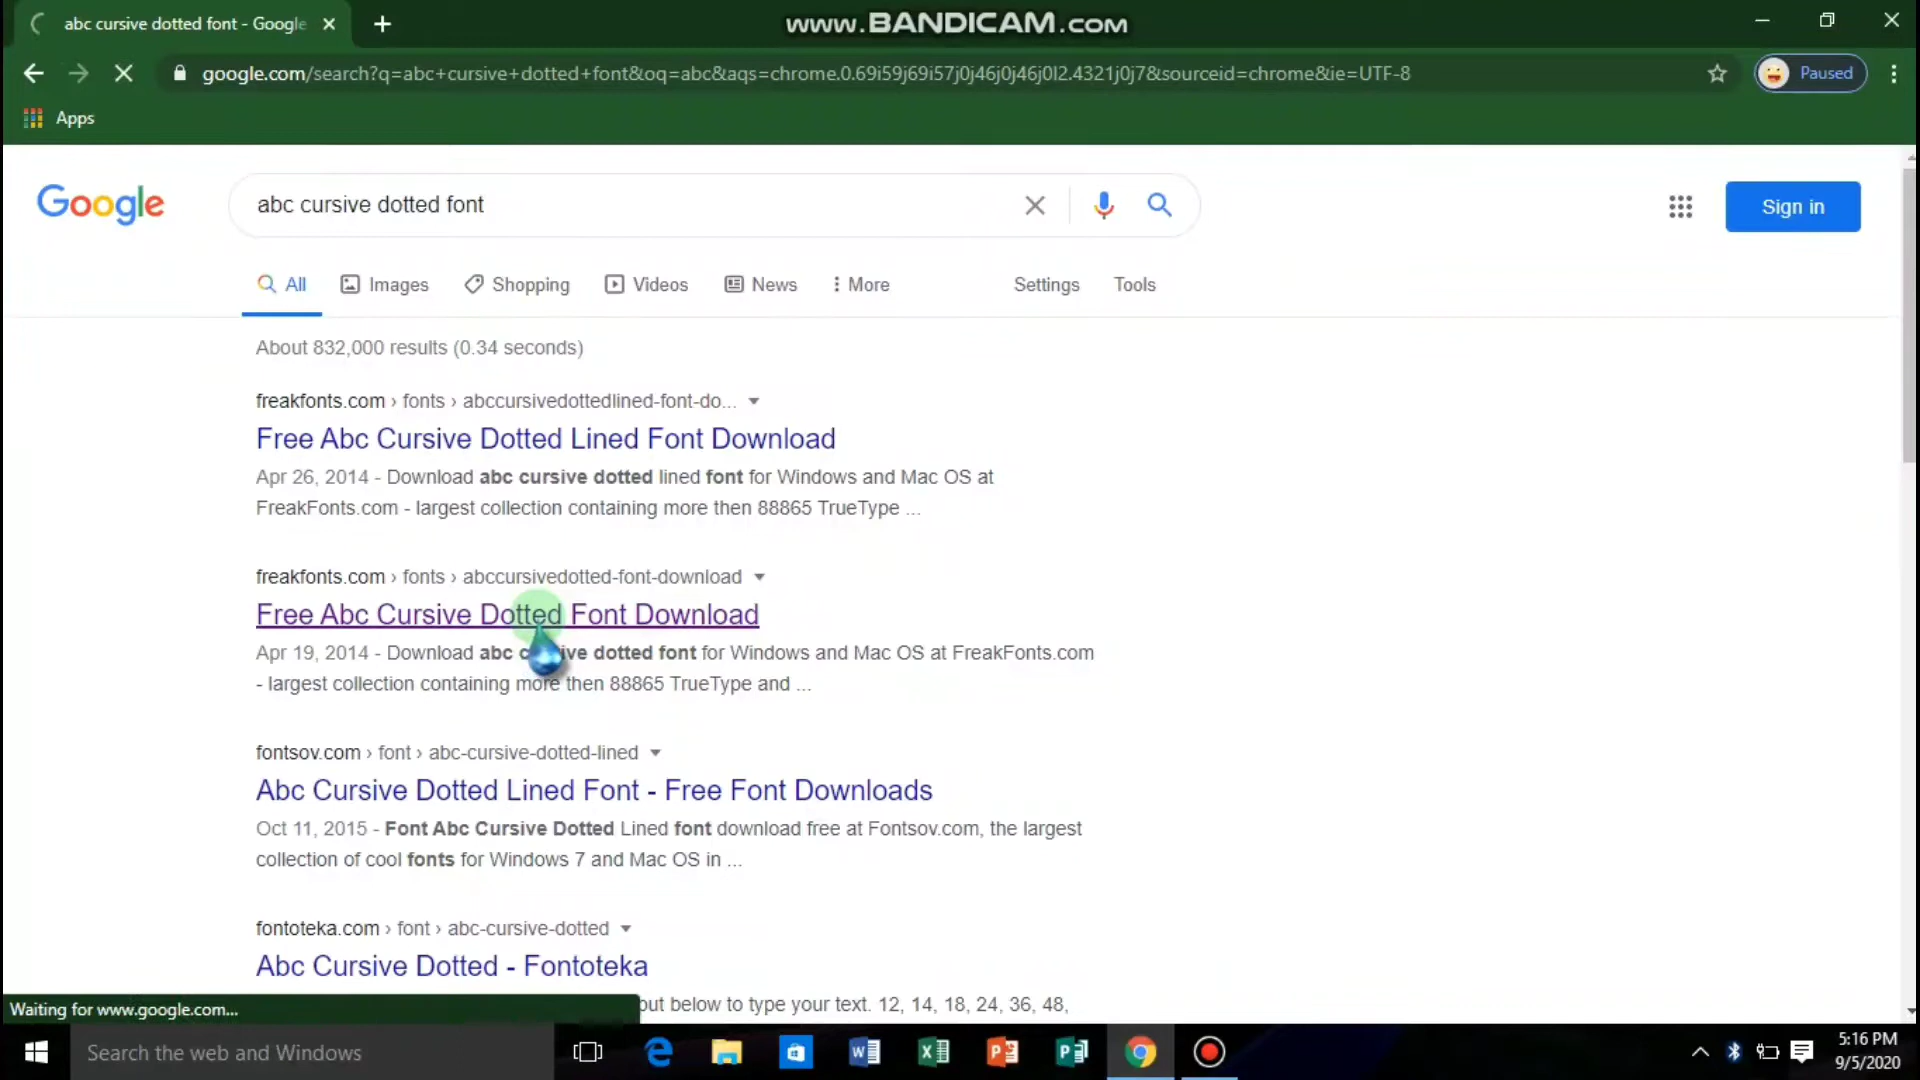 abc cursive dotted font - Google
www.BANDICAM.com
google.com/search?q=abc+cursive+dotted+font&oq=abc&aqs=chrome.0.69i59j69i57j0j46j0j46j0l2.4321j0j7&sourceid=chrome&ie=UTF-8
Paused
Apps
Google
abc cursive dotted font
Sign in
All Images Shopping Videos News More Settings Tools
About 832,000 results (0.34 seconds)
freakfonts.com › fonts › abccursivedottedlined-font-do...
Free Abc Cursive Dotted Lined Font Download
Apr 26, 2014 - Download abc cursive dotted lined font for Windows and Mac OS at
FreakFonts.com - largest collection containing more then 88865 TrueType ...
freakfonts.com › fonts › abccursivedotted-font-download
Free Abc Cursive Dotted Font Download
Apr 19, 2014 - Download abc cursive dotted font for Windows and Mac OS at FreakFonts.com
- largest collection containing more then 88865 TrueType and ...
fontsov.com › font › abc-cursive-dotted-lined
Abc Cursive Dotted Lined Font - Free Font Downloads
Oct 11, 2015 - Font Abc Cursive Dotted Lined font download free at Fontsov.com, the largest
collection of cool fonts for Windows 7 and Mac OS in ...
fontoteka.com › font › abc-cursive-dotted
Abc Cursive Dotted - Fontoteka
below to type your text. 12, 14, 18, 24, 36, 48,
Waiting for www.google.com...
Search the web and Windows
5:16 PM
9/5/2020